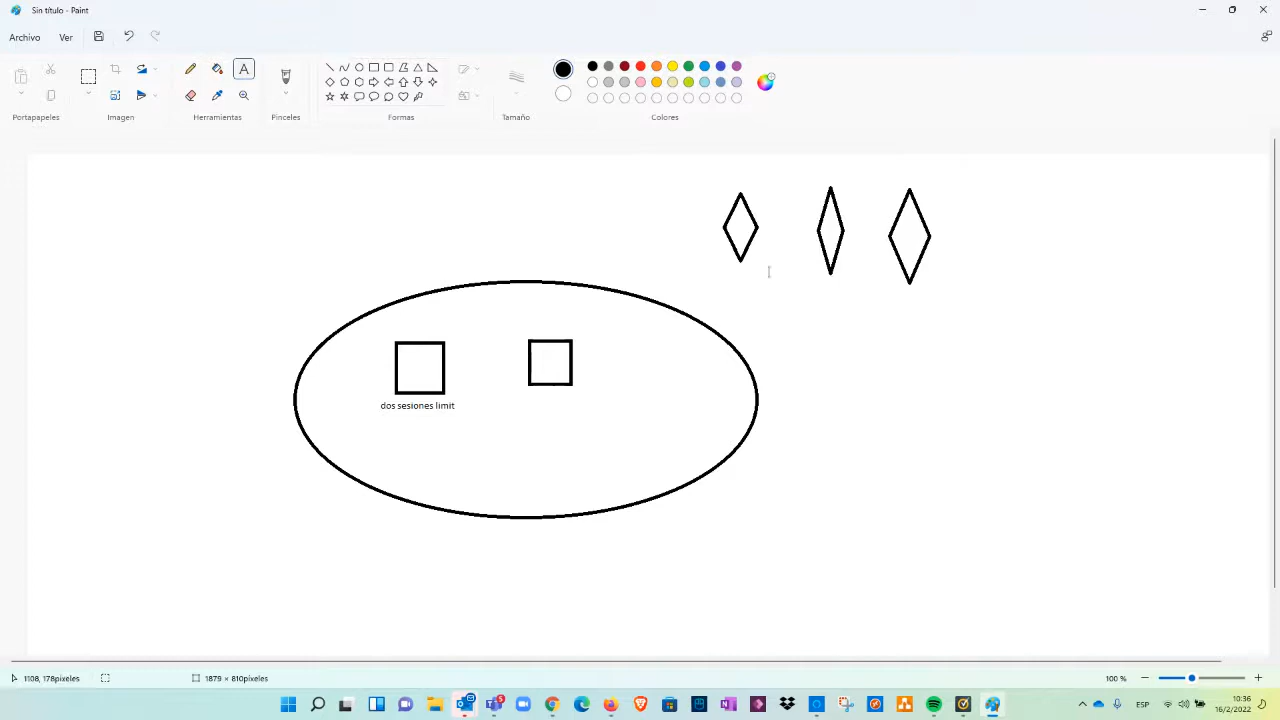 Sin título - Paint
Archivo Ver
A
Portapapeles Imagen Herramientas Pinceles Formas Tamaño Colores
dos sesiones limit
1108, 178píxeles 1879 × 810píxeles 100 %
5
ESP
10:36
16/2/2022